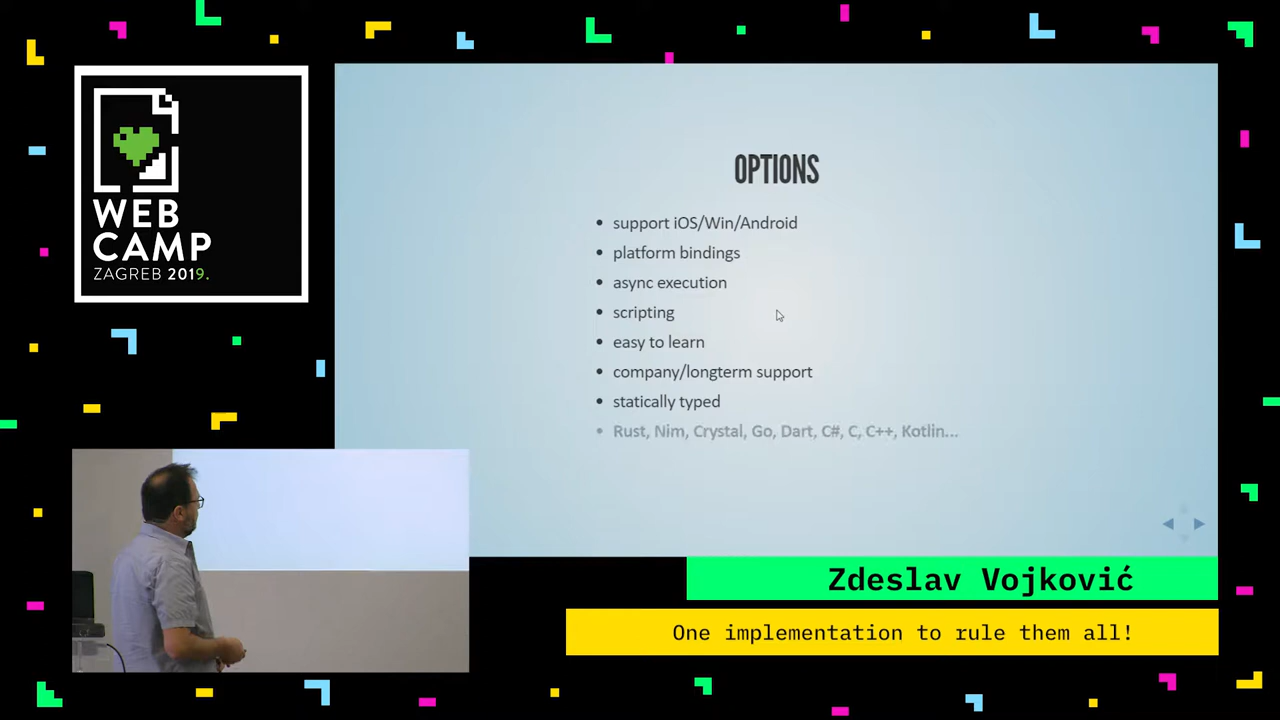 WEB
CAMP
ZAGREB 2019.
OPTIONS
support iOS/Win/Android
platform bindings
async execution
scripting
easy to learn
company/longterm support
statically typed
Rust, Nim, Crystal, Go, Dart, C#, C, C++, Kotlin...
Zdeslav Vojković
One implementation to rule them all!